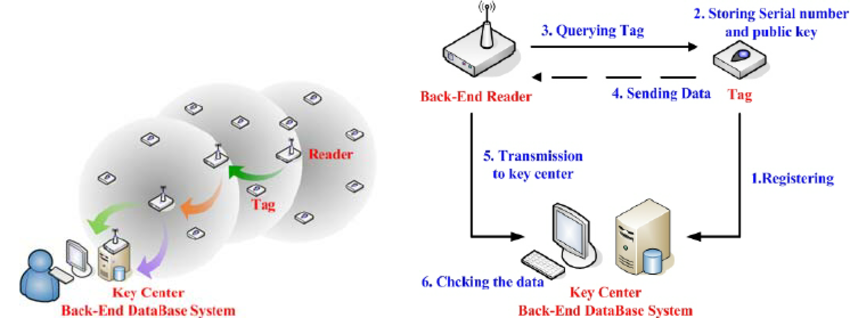 Reader
Tag
Key Center
Back-End DataBase System
2. Storing Serial number
and public key
3. Querying Tag
Back-End Reader
4. Sending Data
Tag
5. Transmission
to key center
1.Registering
6. Chcking the data
Key Center
Back-End DataBase System